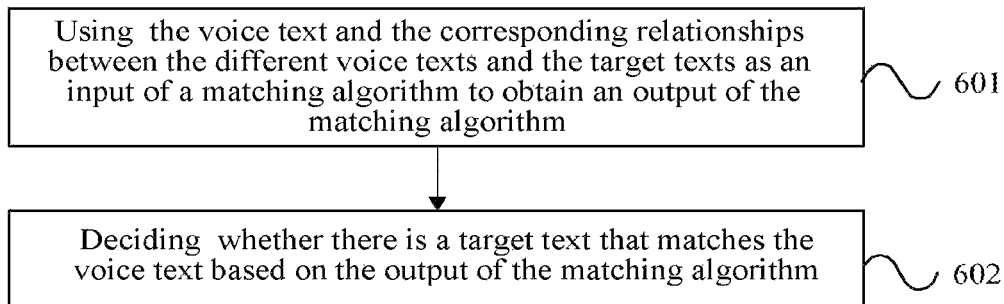 Using the voice text and the corresponding relationships
between the different voice texts and the target texts as an
input of a matching algorithm to obtain an output of the
matching algorithm
601
Deciding whether there is a target text that matches the
voice text based on the output of the matching algorithm
602